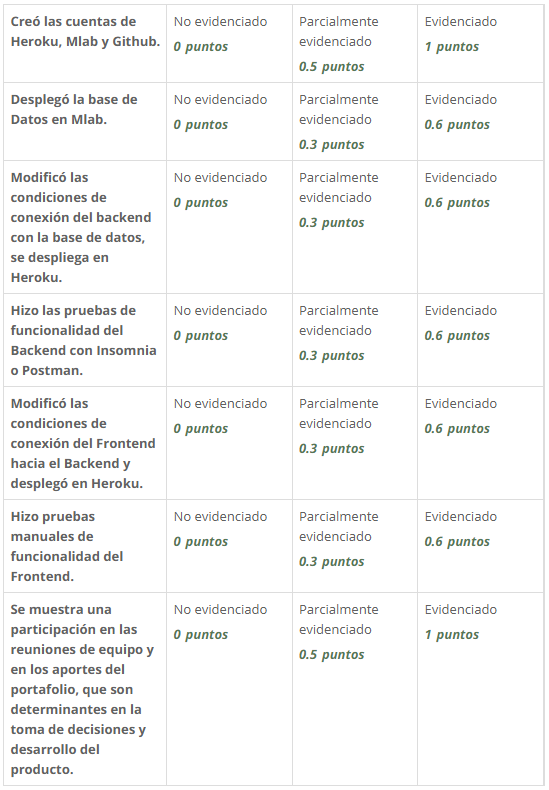 Creó las cuentas de
Heroku, Mlab y Github.
No evidenciado
0 puntos
Parcialmente
evidenciado
0.5 puntos
Evidenciado
1 punto
Desplegó la base de
Datos en Mlab.
No evidenciado
0 puntos
Parcialmente
evidenciado
0.3 puntos
Evidenciado
0.6 puntos
Modificó las
condiciones de
conexión del backend
con la base de datos,
se despliega en
Heroku.
No evidenciado
0 puntos
Parcialmente
evidenciado
0.3 puntos
Evidenciado
0.6 puntos
Hizo las pruebas de
funcionalidad del
Backend con Insomnia
o Postman.
No evidenciado
0 puntos
Parcialmente
evidenciado
0.3 puntos
Evidenciado
0.6 puntos
Modificó las
condiciones de
conexión del Frontend
hacia el Backend y
desplegó en Heroku.
No evidenciado
0 puntos
Parcialmente
evidenciado
0.3 puntos
Evidenciado
0.6 puntos
Hizo pruebas
manuales de
funcionalidad del
Frontend.
No evidenciado
0 puntos
Parcialmente
evidenciado
0.3 puntos
Evidenciado
0.6 puntos
Se muestra una
participación en las
reuniones de equipo y
en los aportes del
portafolio, que son
determinantes en la
toma de decisiones y
desarrollo del
producto.
No evidenciado
0 puntos
Parcialmente
evidenciado
0.5 puntos
Evidenciado
1 puntos